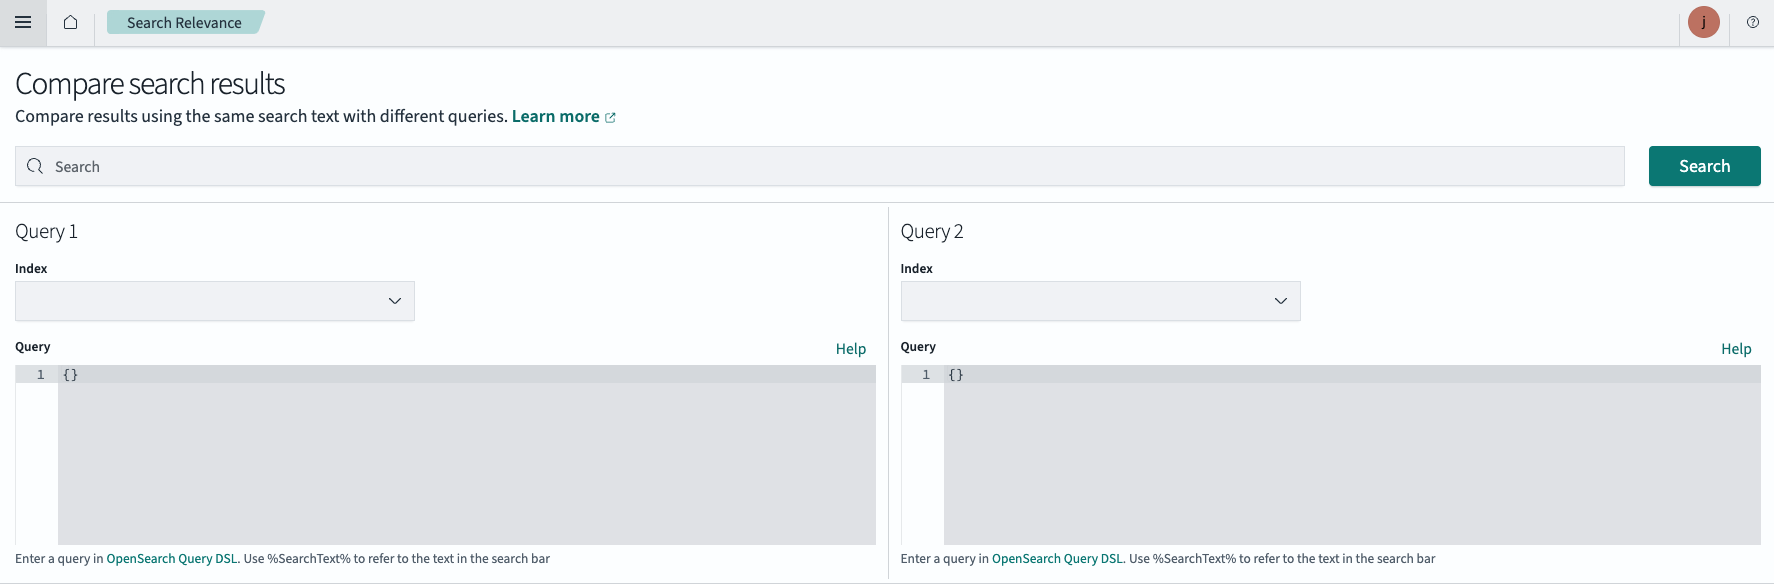 Search Relevance
j
Compare search results
Compare results using the same search text with different queries. Learn more
Search
Search
Query 1
Index
Query
Help
1 {}
Enter a query in OpenSearch Query DSL. Use %SearchText% to refer to the text in the search bar
Query 2
Index
Query
Help
1 {}
Enter a query in OpenSearch Query DSL. Use %SearchText% to refer to the text in the search bar